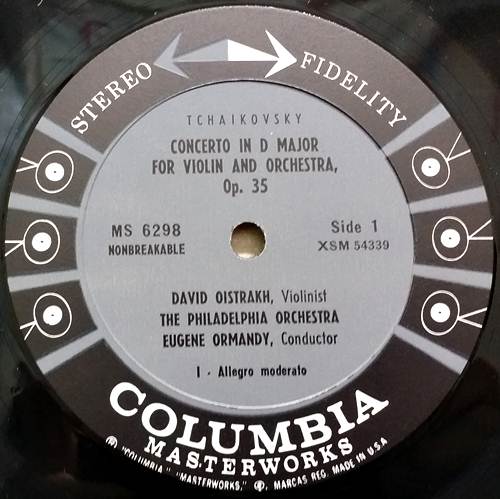 STEREO FIDELITY
TCHAIKOVSKY
CONCERTO IN D MAJOR
FOR VIOLIN AND ORCHESTRA,
Op. 35
MS 6298
NONBREAKABLE
Side 1
XSM 54339
DAVID OISTRAKH, Violinist
THE PHILADELPHIA ORCHESTRA
EUGENE ORMANDY, Conductor
I - Allegro moderato
COLUMBIA
MASTERWORKS
Ⓡ "COLUMBIA", "MASTERWORKS," Ⓟ. MARCAS REG. MADE IN U.S.A